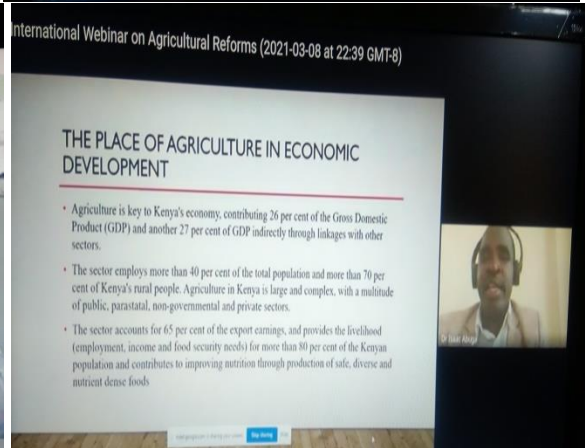 International Webinar on Agricultural Reforms (2021-03-08 at 22:39 GMT-8)
THE PLACE OF AGRICULTURE IN ECONOMIC
DEVELOPMENT
• Agriculture is key to Kenya's economy, contributing 26 per cent of the Gross Domestic
Product (GDP) and another 27 per cent of GDP indirectly through linkages with other
sectors.
• The sector employs more than 40 per cent of the total population and more than 70 per
cent of Kenya's rural people. Agriculture in Kenya is large and complex, with a multitude
of public, parastatal, non-governmental and private sectors.
• The sector accounts for 65 per cent of the export earnings, and provides the livelihood
(employment, income and food security needs) for more than 80 per cent of the Kenyan
population and contributes to improving nutrition through production of safe, diverse and
nutrient dense foods
Stop sharing
Dr Isaac Abuga